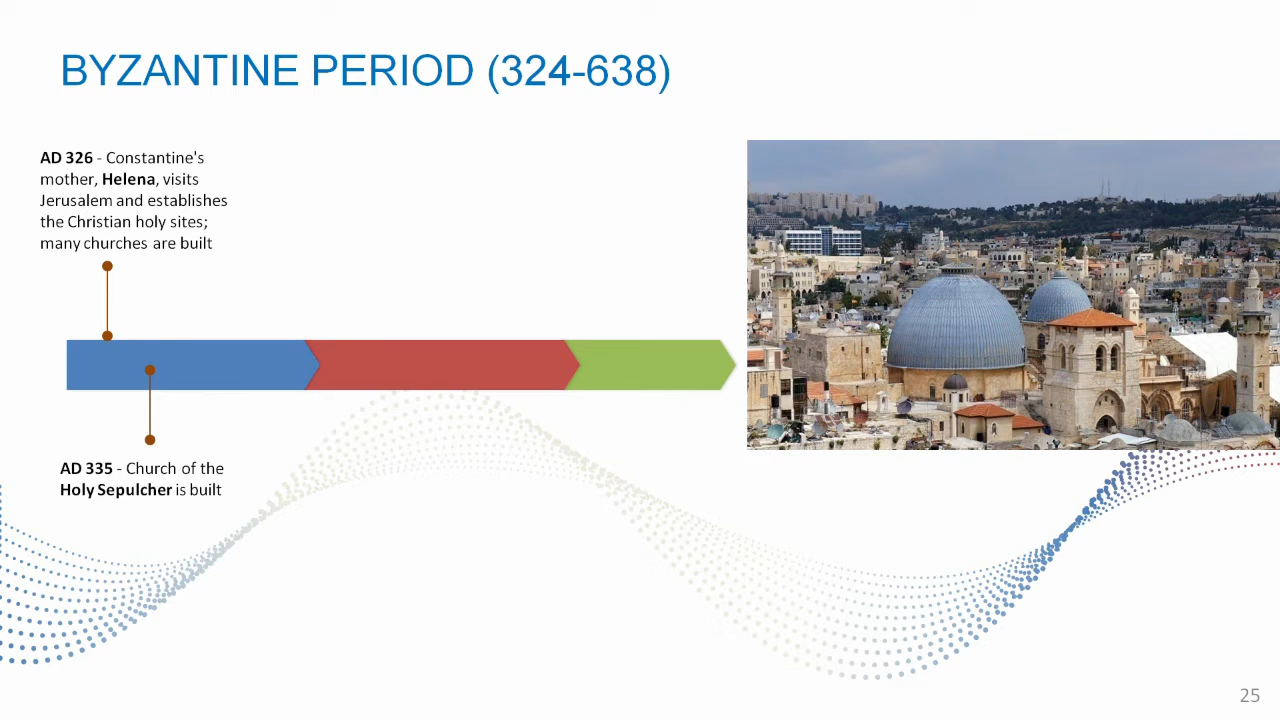 BYZANTINE PERIOD (324-638)
AD 326 - Constantine's
mother, Helena, visits
Jerusalem and establishes
the Christian holy sites;
many churches are built
AD 335 - Church of the
Holy Sepulcher is built
25